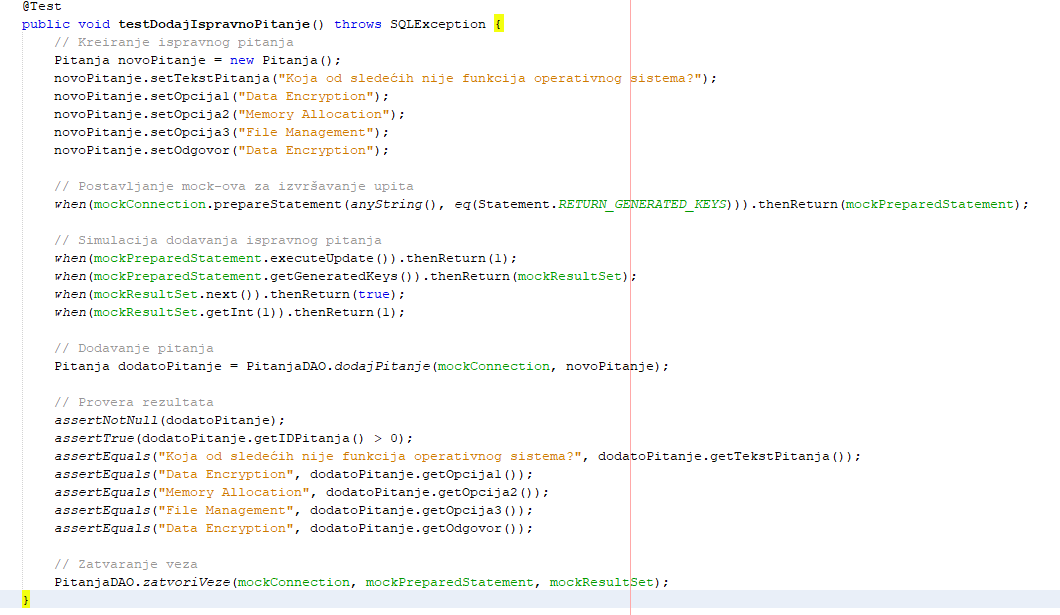 @Test
public void testDodajIspravnoPitanje() throws SQLException {
// Kreiranje ispravnog pitanja
Pitanja novoPitanje = new Pitanja();
novoPitanje.setTekstPitanja("Koja od sledećih nije funkcija operativnog sistema?");
novoPitanje.setOpcija1("Data Encryption");
novoPitanje.setOpcija2("Memory Allocation");
novoPitanje.setOpcija3("File Management");
novoPitanje.setOdgovor("Data Encryption");
// Postavljanje mock-ova za izvršavanje upita
when(mockConnection.prepareStatement(anyString(), eq(Statement.RETURN_GENERATED_KEYS))).thenReturn(mockPreparedStatement);
// Simulacija dodavanja ispravnog pitanja
when(mockPreparedStatement.executeUpdate()).thenReturn(1);
when(mockPreparedStatement.getGeneratedKeys()).thenReturn(mockResultSet);
when(mockResultSet.next()).thenReturn(true);
when(mockResultSet.getInt(1)).thenReturn(1);
// Dodavanje pitanja
Pitanja dodatoPitanje = PitanjaDAO.dodajPitanje(mockConnection, novoPitanje);
// Provera rezultata
assertNotNull(dodatoPitanje);
assertTrue(dodatoPitanje.getIDPitanja() > 0);
assertEquals("Koja od sledećih nije funkcija operativnog sistema?", dodatoPitanje.getTekstPitanja());
assertEquals("Data Encryption", dodatoPitanje.getOpcija1());
assertEquals("Memory Allocation", dodatoPitanje.getOpcija2());
assertEquals("File Management", dodatoPitanje.getOpcija3());
assertEquals("Data Encryption", dodatoPitanje.getOdgovor());
// Zatvaranje veza
PitanjaDAO.zatvoriVeze(mockConnection, mockPreparedStatement, mockResultSet);
}